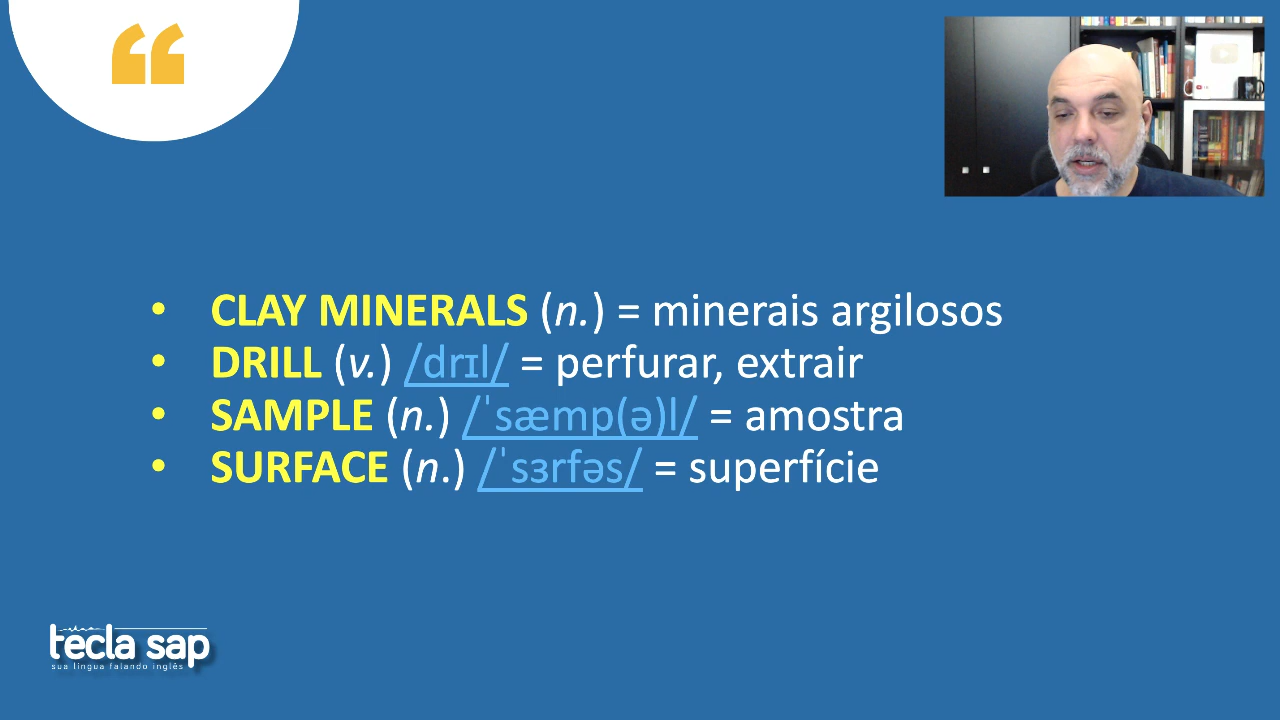 “
• CLAY MINERALS (n.) = minerais argilosos
• DRILL (v.) /drɪl/ = perfurar, extrair
• SAMPLE (n.) /ˈsæmp(ə)l/ = amostra
• SURFACE (n.) /ˈsɜrfəs/ = superfície
tecla sap
sua língua falando inglês